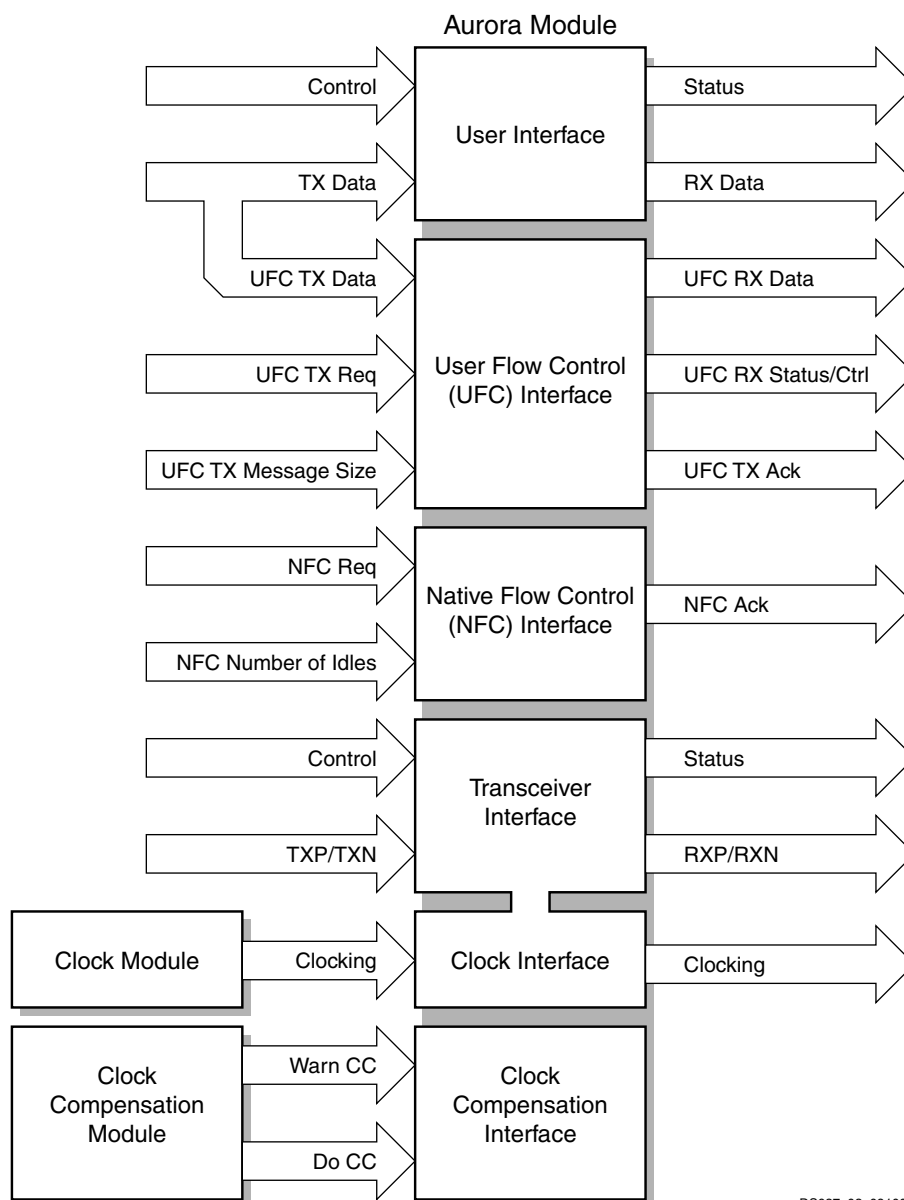 Aurora Module
Control
User Interface
Status
TX Data
RX Data
UFC TX Data
UFC RX Data
UFC TX Req
User Flow Control
(UFC) Interface
UFC RX Status/Ctrl
UFC TX Message Size
UFC TX Ack
NFC Req
Native Flow Control
(NFC) Interface
NFC Ack
NFC Number of Idles
Control
Transceiver
Interface
Status
TXP/TXN
RXP/RXN
Clock Module
Clocking
Clock Interface
Clocking
Clock
Compensation
Module
Warn CC
Do CC
Clock
Compensation
Interface